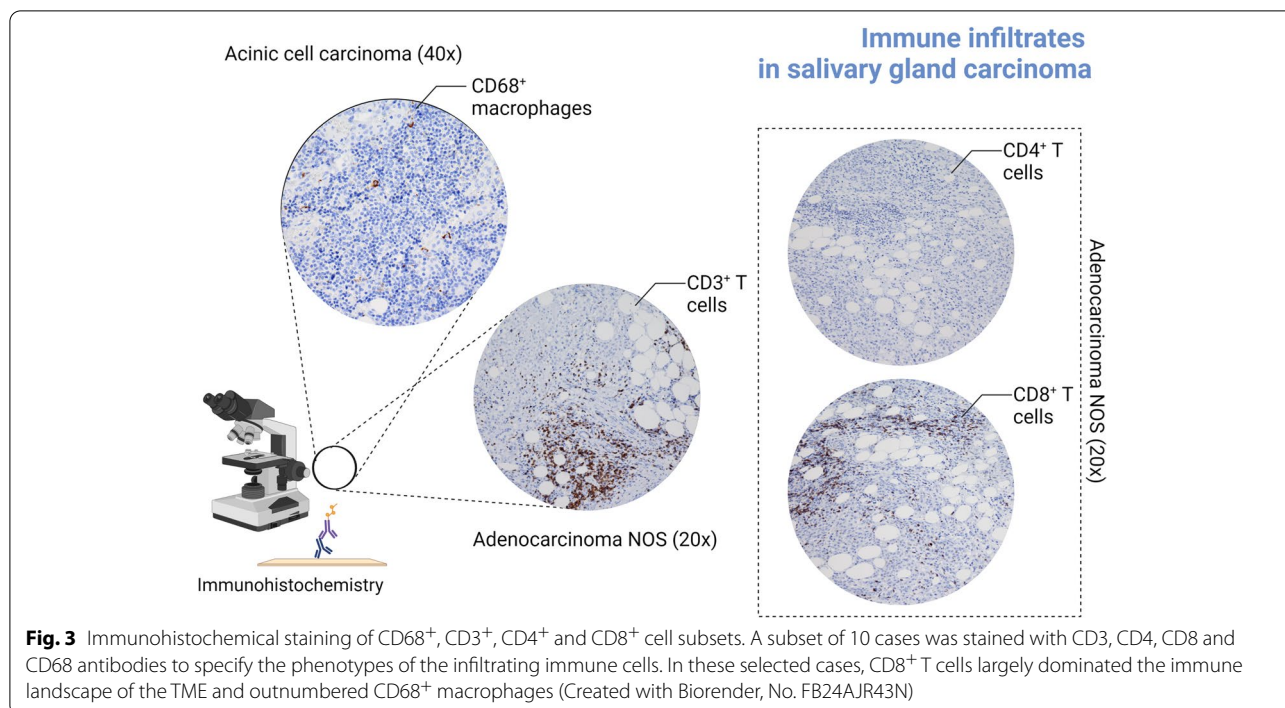 Acinic cell carcinoma (40x)
Immune infiltrates
in salivary gland carcinoma
CD68⁺
macrophages
CD4⁺ T
cells
CD3⁺ T
cells
CD8⁺ T
cells
Adenocarcinoma NOS (20x)
Adenocarcinoma NOS (20x)
Immunohistochemistry
Fig. 3 Immunohistochemical staining of CD68⁺, CD3⁺, CD4⁺ and CD8⁺ cell subsets. A subset of 10 cases was stained with CD3, CD4, CD8 and
CD68 antibodies to specify the phenotypes of the infiltrating immune cells. In these selected cases, CD8⁺ T cells largely dominated the immune
landscape of the TME and outnumbered CD68⁺ macrophages (Created with Biorender, No. FB24AJR43N)